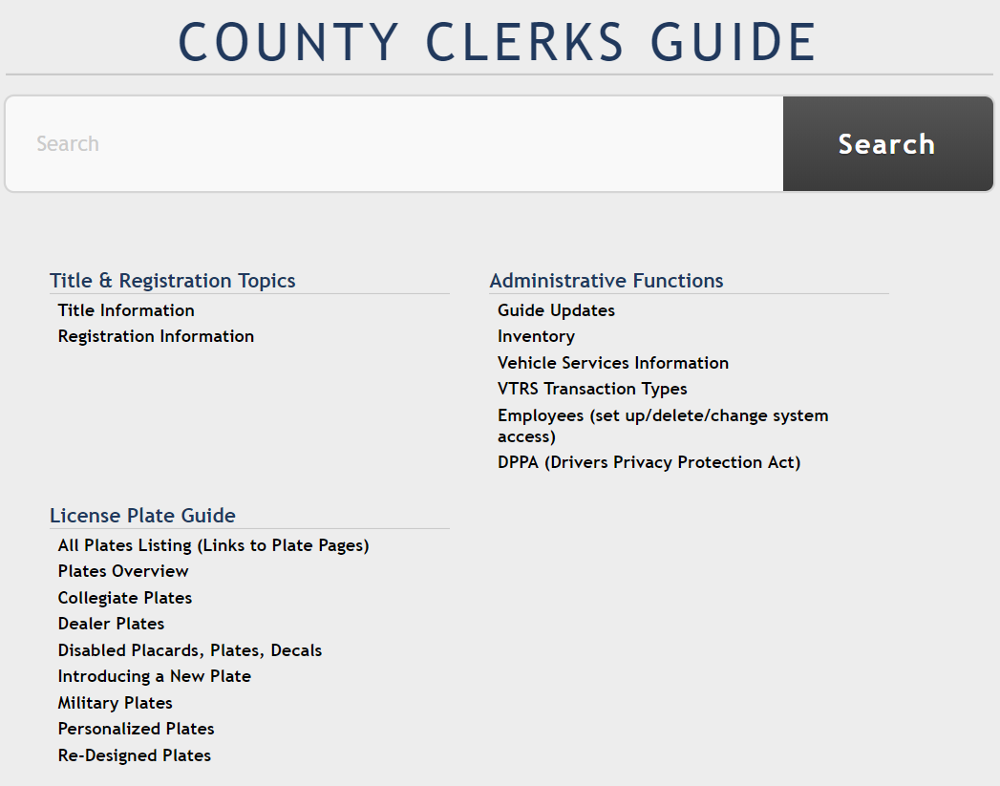 COUNTY CLERKS GUIDE
Search
Search
Title & Registration Topics
Title Information
Registration Information
Administrative Functions
Guide Updates
Inventory
Vehicle Services Information
VTRS Transaction Types
Employees (set up/delete/change system
access)
DPPA (Drivers Privacy Protection Act)
License Plate Guide
All Plates Listing (Links to Plate Pages)
Plates Overview
Collegiate Plates
Dealer Plates
Disabled Placards, Plates, Decals
Introducing a New Plate
Military Plates
Personalized Plates
Re-Designed Plates